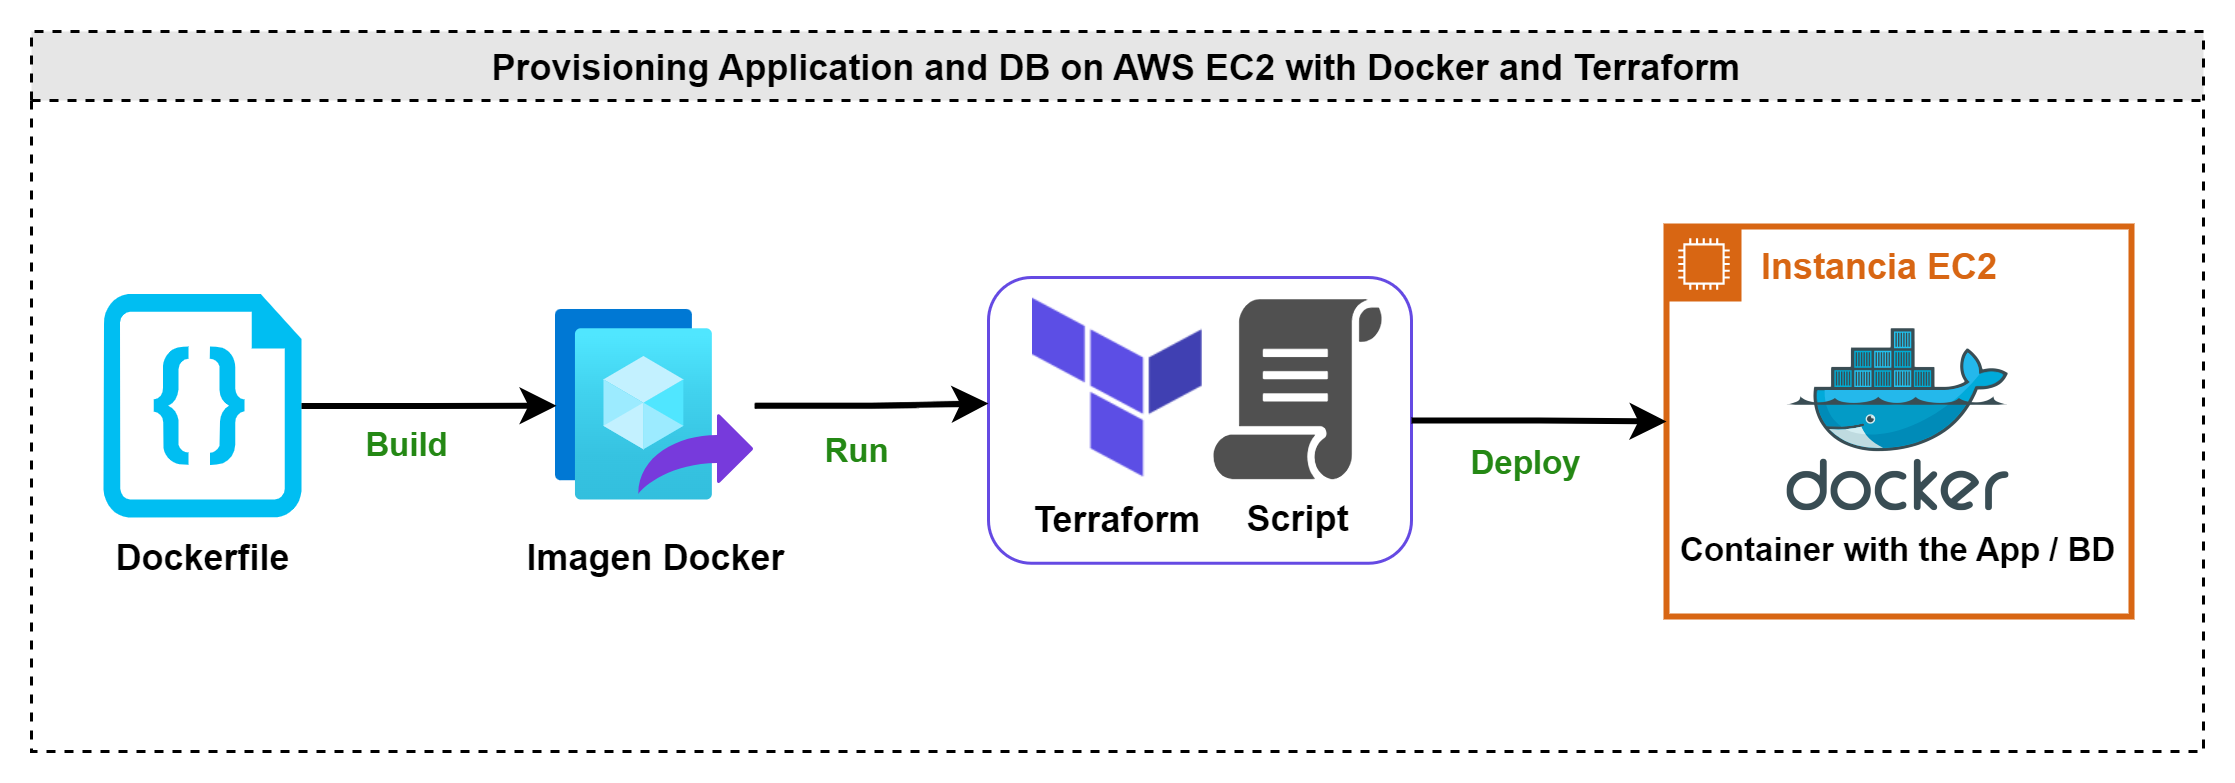 Provisioning Application and DB on AWS EC2 with Docker and Terraform
Dockerfile
Build
Imagen Docker
Run
Terraform
Script
Deploy
Instancia EC2
docker
Container with the App / BD